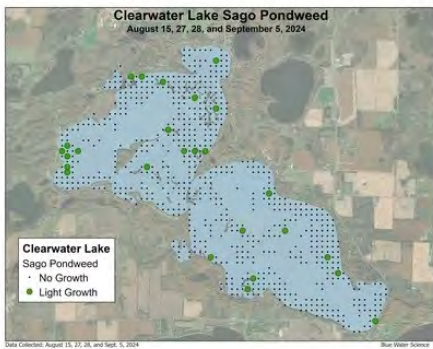 Clearwater Lake Sago Pondweed
August 15, 27, 28, and September 5, 2024
Clearwater Lake
Sago Pondweed
No Growth
Light Growth
Data Collected: August 15, 27, 28, and Sept. 5, 2024
Blue Water Science